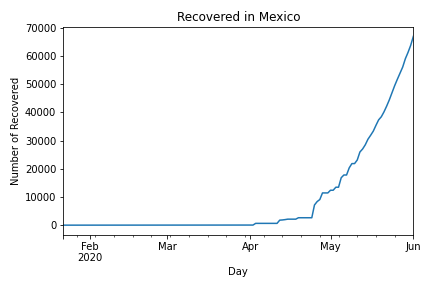 Recovered in Mexico
70000
60000
50000
40000
30000
20000
10000
0
Number of Recovered
Feb
2020
Mar
Apr
May
Jun
Day